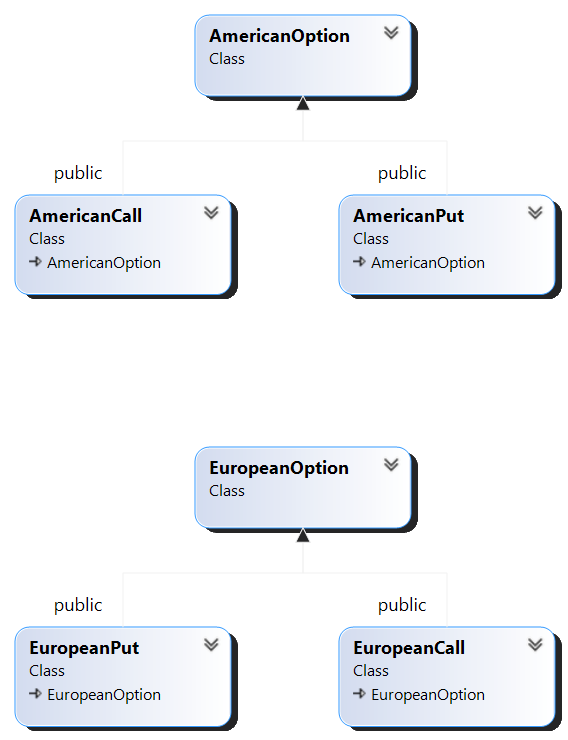 AmericanOption
Class
public
public
AmericanCall
Class
AmericanOption
AmericanPut
Class
AmericanOption
EuropeanOption
Class
public
public
EuropeanPut
Class
EuropeanOption
EuropeanCall
Class
EuropeanOption